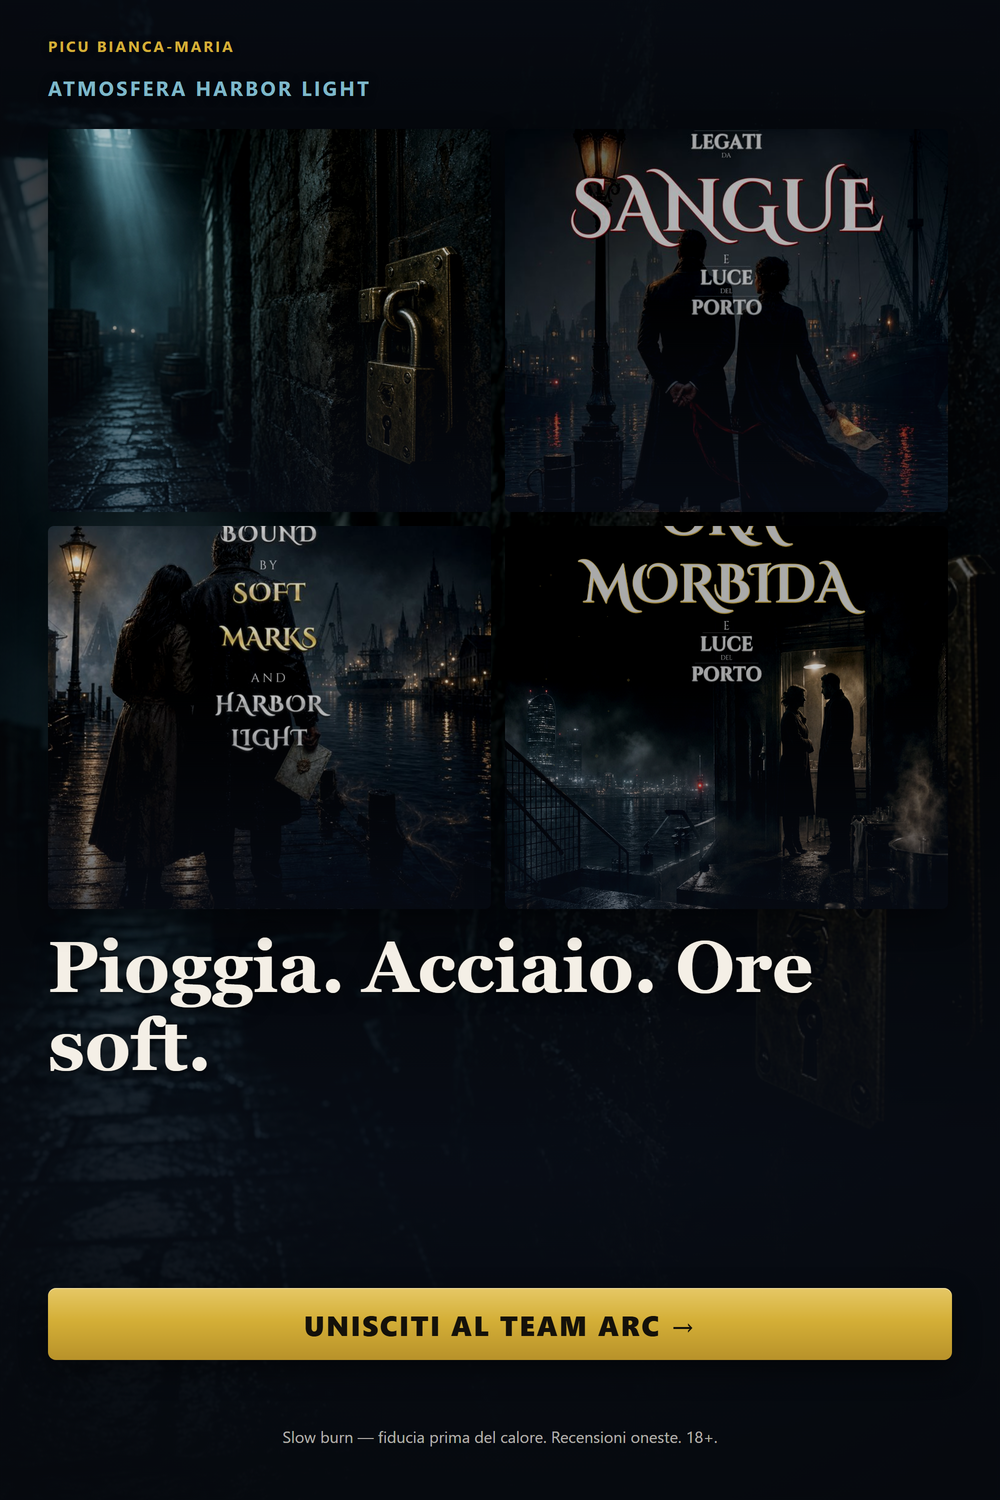 PICU BIANCA-MARIA
ATMOSFERA HARBOR LIGHT
LEGATI
DA
SANGUE
E
LUCE
DEL
PORTO
BOUND
BY
SOFT
MARKS
AND
HARBOR
LIGHT
ORA
MORBIDA
E
LUCE
DEL
PORTO
Pioggia. Acciaio. Ore
soft.
UNISCITI AL TEAM ARC →
Slow burn — fiducia prima del calore. Recensioni oneste. 18+.